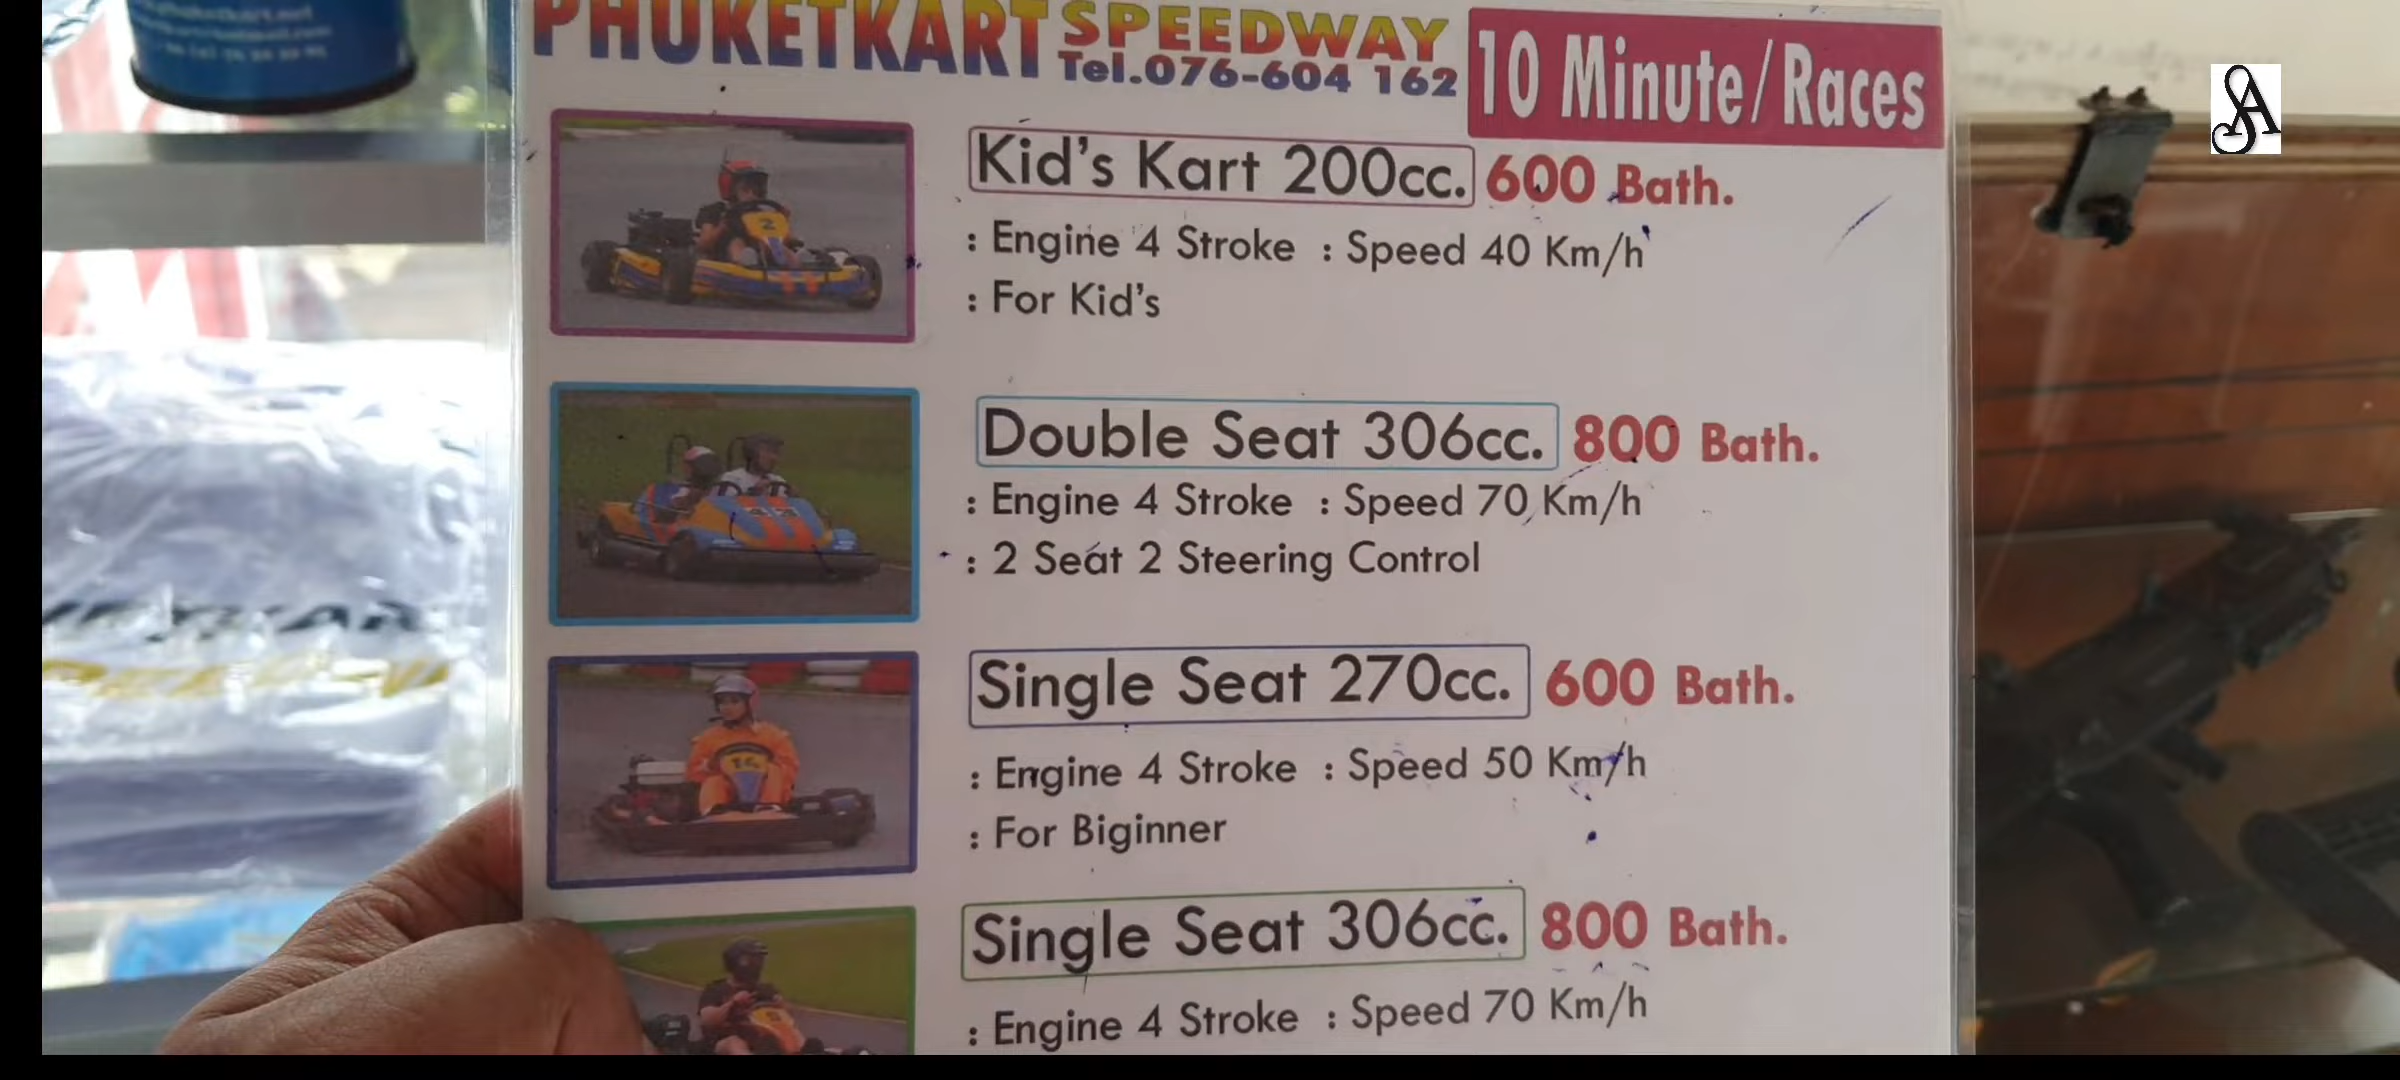 PHUKETKART SPEEDWAY
Tel.076-604 162
10 Minute/Races
Kid's Kart 200cc. 600 Bath.
: Engine 4 Stroke : Speed 40 Km/h
: For Kid's
Double Seat 306cc. 800 Bath.
: Engine 4 Stroke : Speed 70 Km/h
: 2 Seat 2 Steering Control
Single Seat 270cc. 600 Bath.
: Engine 4 Stroke : Speed 50 Km/h
: For Biginner
Single Seat 306cc. 800 Bath.
: Engine 4 Stroke : Speed 70 Km/h